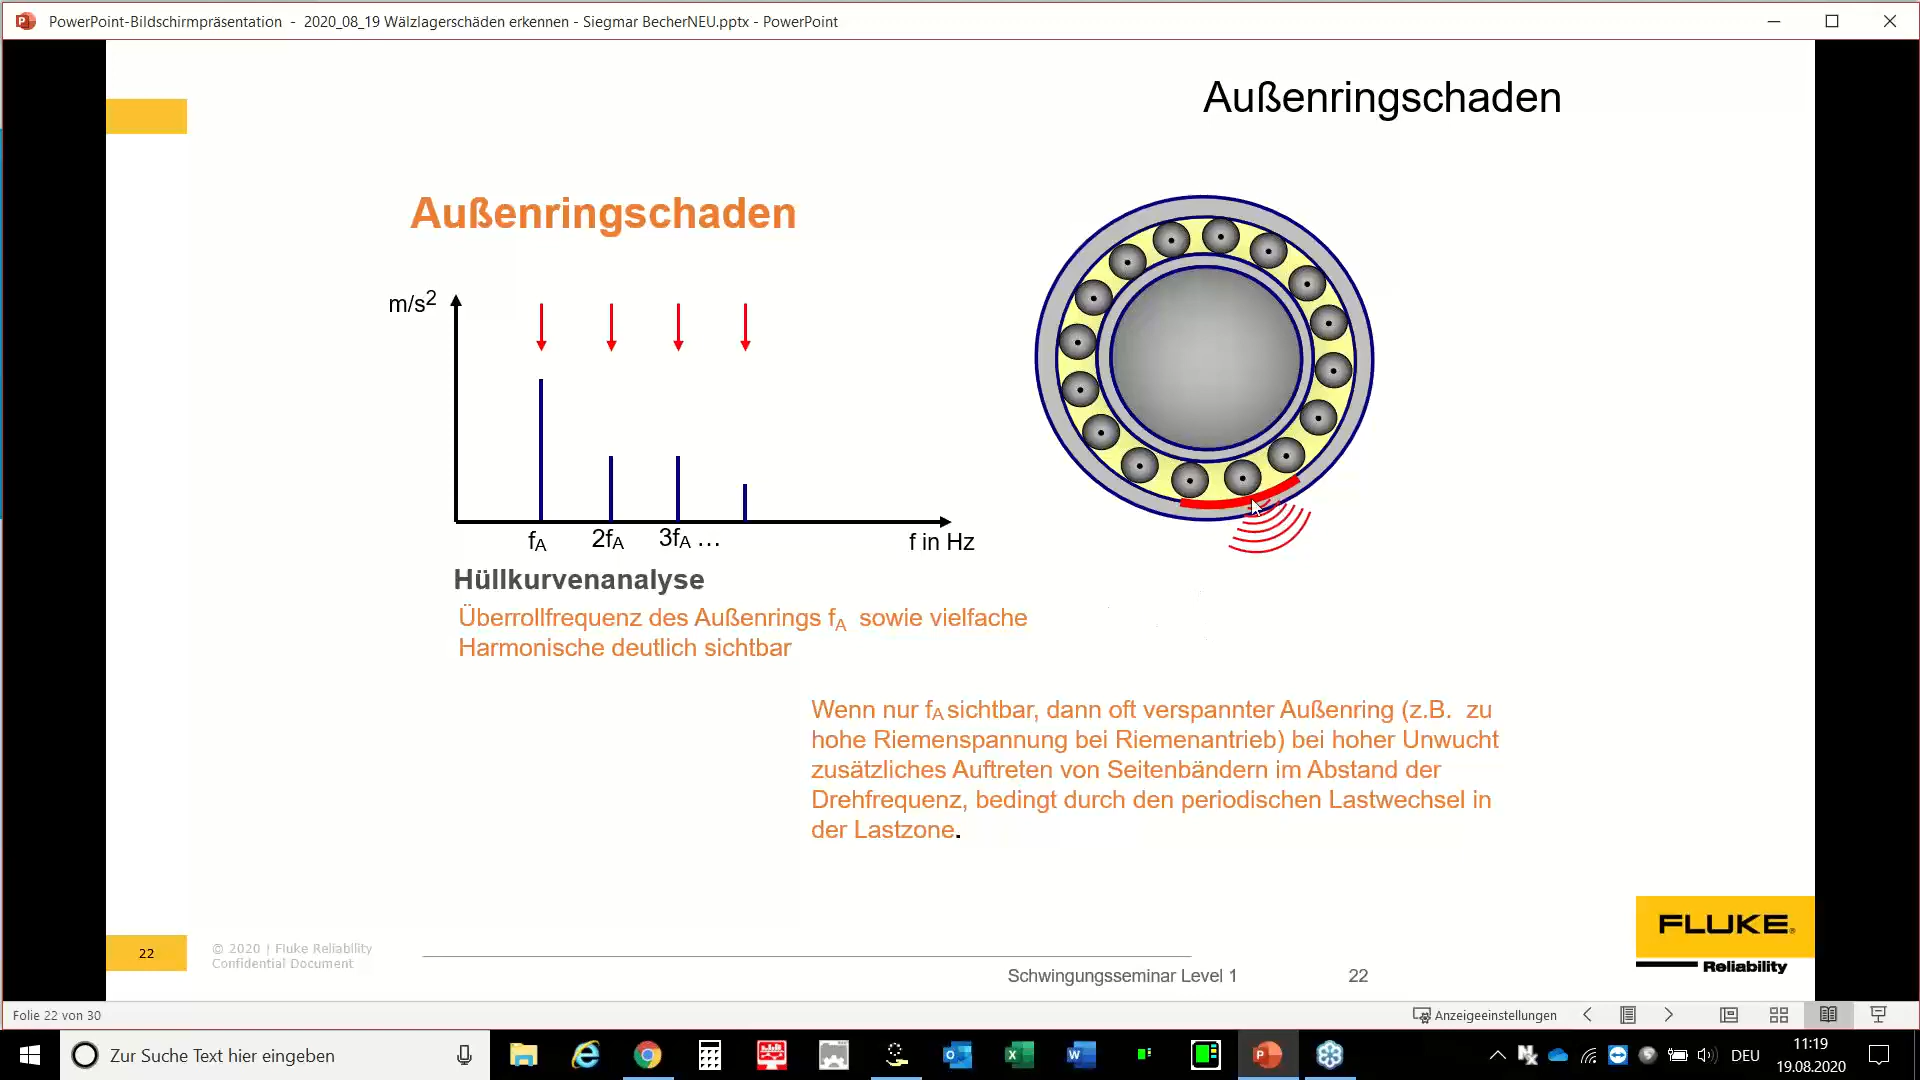 PowerPoint-Bildschirmpräsentation - 2020_08_19 Wälzlagerschäden erkennen - Siegmar BecherNEU.pptx - PowerPoint
Außenringschaden
Außenringschaden
m/s2
fA 2fA 3fA ...
f in Hz
Hüllkurvenanalyse
Überrollfrequenz des Außenrings fA sowie vielfache
Harmonische deutlich sichtbar
Wenn nur fA sichtbar, dann oft verspannter Außenring (z.B. zu
hohe Riemenspannung bei Riemenantrieb) bei hoher Unwucht
zusätzliches Auftreten von Seitenbändern im Abstand der
Drehfrequenz, bedingt durch den periodischen Lastwechsel in
der Lastzone.
FLUKE®
Reliability
22
© 2020 | Fluke Reliability
Confidential Document
Schwingungsseminar Level 1 22
Folie 22 von 30
Anzeigeeinstellungen
Zur Suche Text hier eingeben
DEU
11:19
19.08.2020